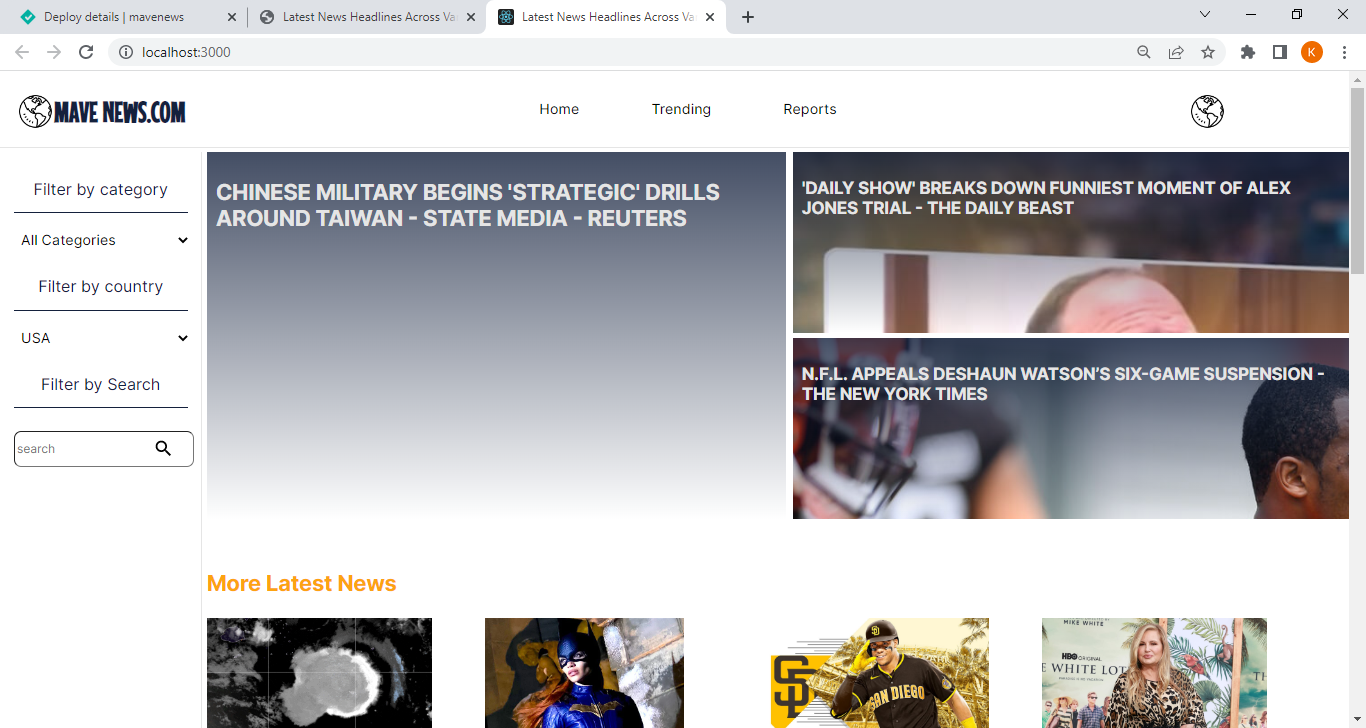 Deploy details | mavenews
Latest News Headlines Across Va
Latest News Headlines Across Va
localhost:3000
K
MAVE NEWS.COM
Home
Trending
Reports
Filter by category
All Categories
Filter by country
USA
Filter by Search
search
CHINESE MILITARY BEGINS 'STRATEGIC' DRILLS
AROUND TAIWAN - STATE MEDIA - REUTERS
'DAILY SHOW' BREAKS DOWN FUNNIEST MOMENT OF ALEX
JONES TRIAL - THE DAILY BEAST
N.F.L. APPEALS DESHAUN WATSON’S SIX-GAME SUSPENSION -
THE NEW YORK TIMES
More Latest News
SD
SD
SAN DIEGO
MIKE WHITE
HBO ORIGINAL
E WHITE LOT